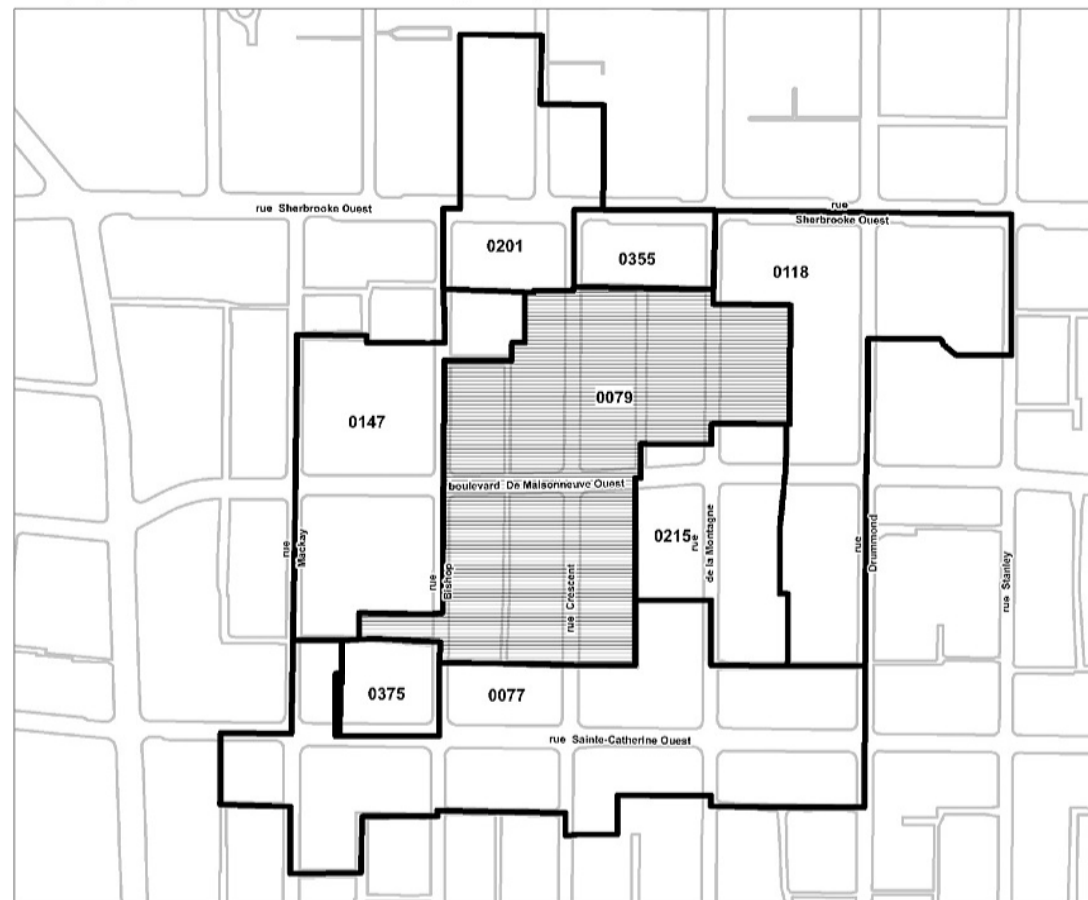 rue Sherbrooke Ouest
rue
Sherbrooke Ouest
0201
0355
0118
0079
0147
boulevard De Maisonneuve Ouest
0215
rue
de la Montagne
rue
Mackay
rue
Bishop
rue Crescent
rue
Drummond
rue Stanley
0375
0077
rue Sainte-Catherine Ouest